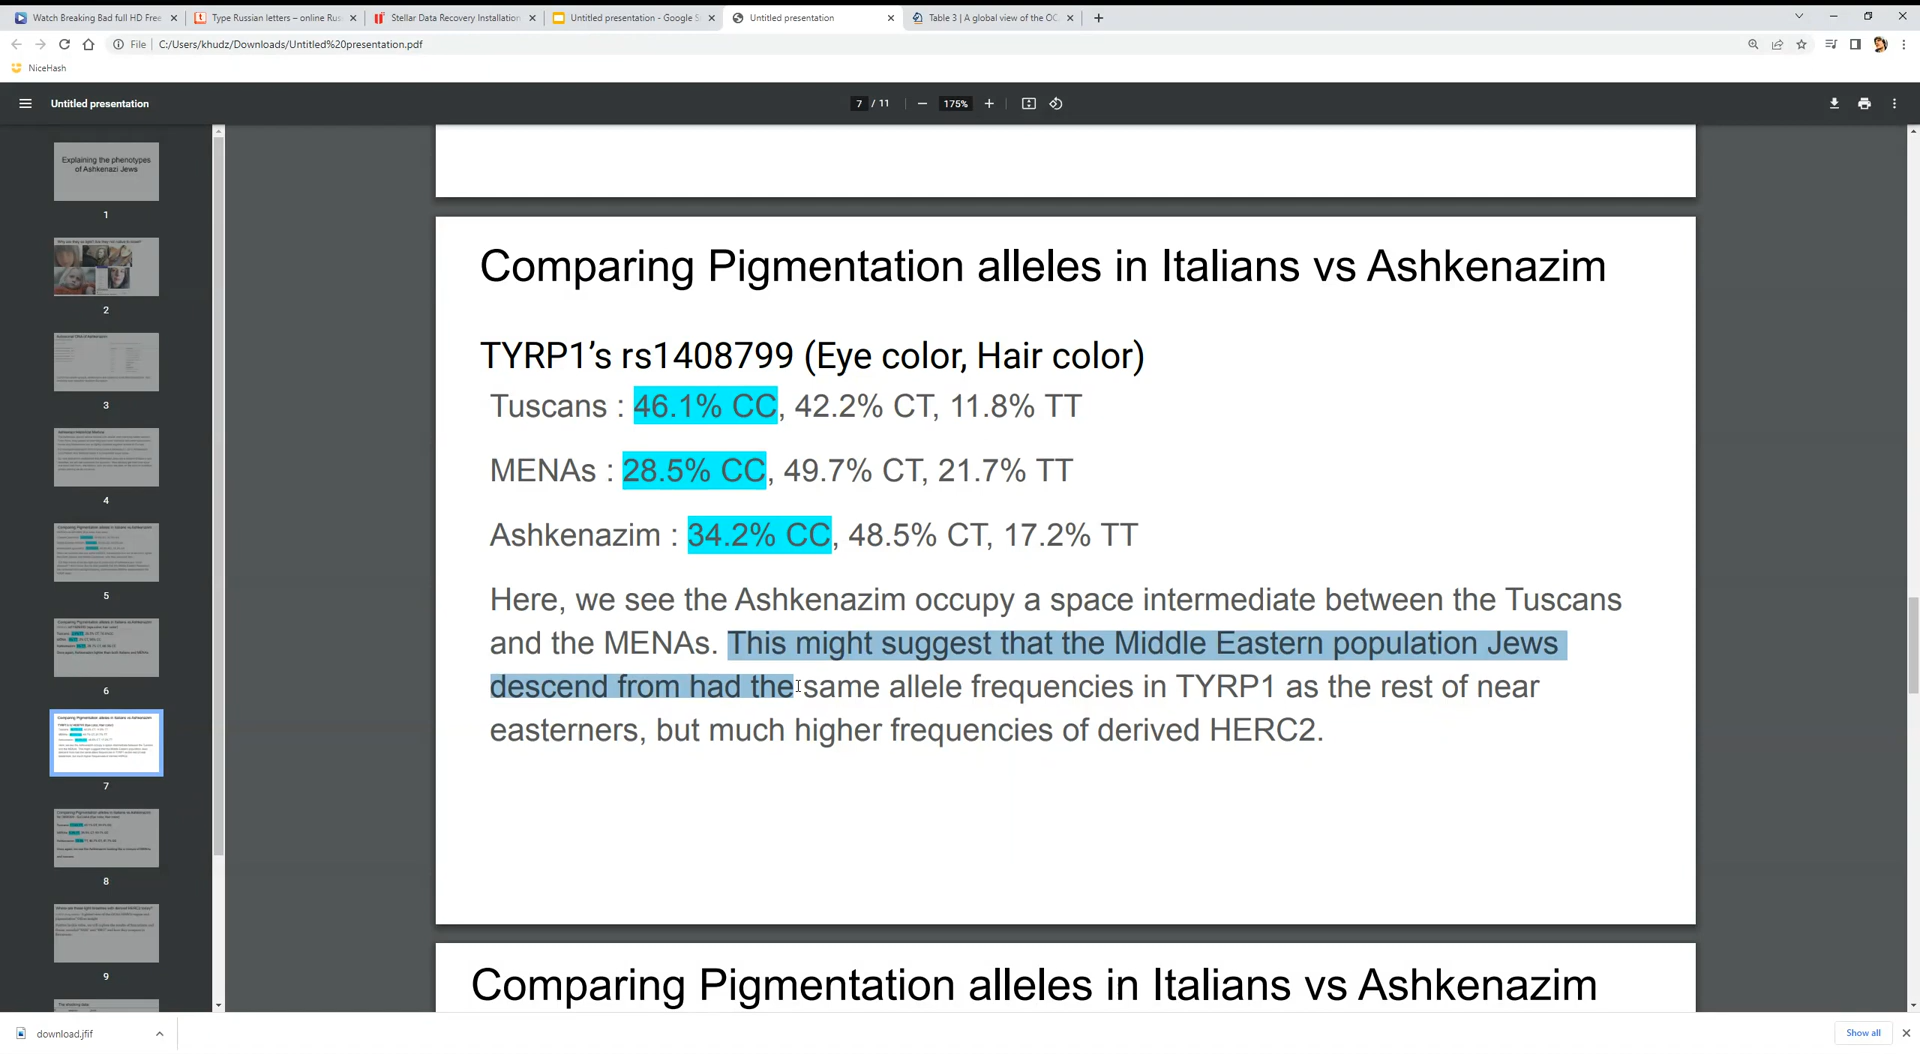 Watch Breaking Bad full HD Free
Type Russian letters – online Rus
Stellar Data Recovery Installation
Untitled presentation - Google S
Untitled presentation
Table 3 | A global view of the OC
File
C:/Users/khudz/Downloads/Untitled%20presentation.pdf
NiceHash
Untitled presentation
7 / 11
175%
Explaining the phenotypes
of Ashkenazi Jews
1
2
3
4
5
6
7
8
9
Comparing Pigmentation alleles in Italians vs Ashkenazim
TYRP1’s rs1408799 (Eye color, Hair color)
Tuscans : 46.1% CC, 42.2% CT, 11.8% TT
MENAs : 28.5% CC, 49.7% CT, 21.7% TT
Ashkenazim : 34.2% CC, 48.5% CT, 17.2% TT
Here, we see the Ashkenazim occupy a space intermediate between the Tuscans
and the MENAs. This might suggest that the Middle Eastern population Jews
descend from had the same allele frequencies in TYRP1 as the rest of near
easterners, but much higher frequencies of derived HERC2.
Comparing Pigmentation alleles in Italians vs Ashkenazim
download.jfif
Show all